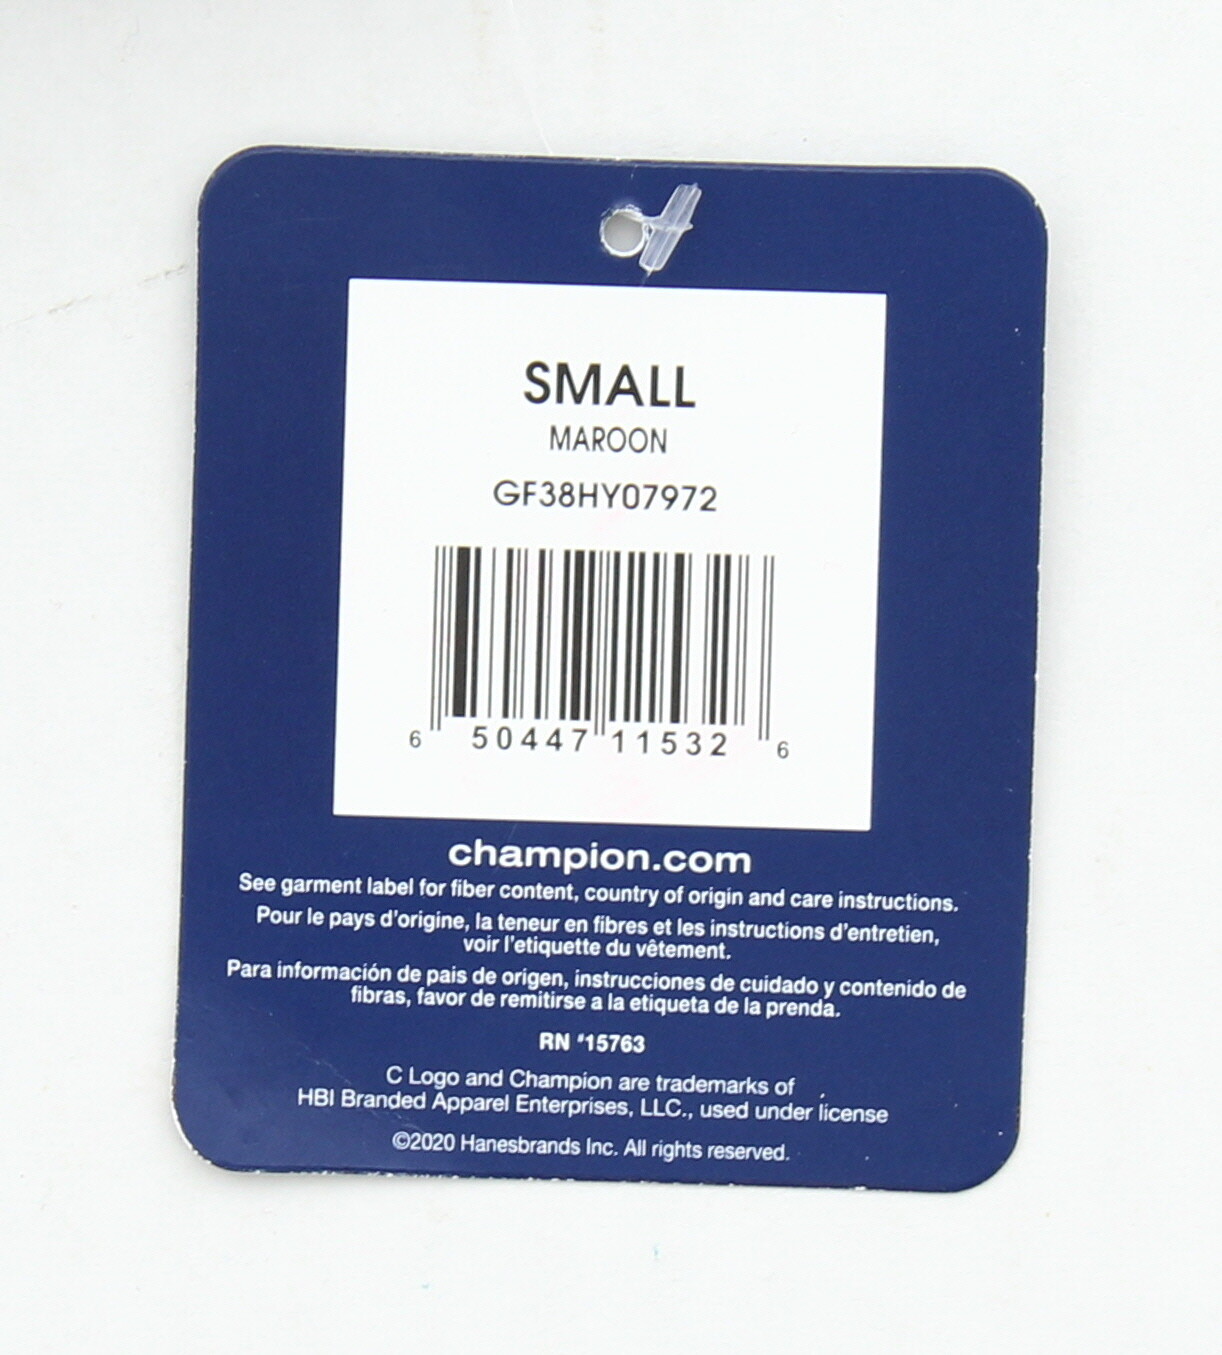 SMALL
MAROON
GF38HY07972
6 50447 11532 6
champion.com
See garment label for fiber content, country of origin and care instructions.
Pour le pays d'origine, la teneur en fibres et les instructions d'entretien,
voir l'etiquette du vêtement.
Para información de pais de origen, instrucciones de cuidado y contenido de
fibras, favor de remitirse a la etiqueta de la prenda.
RN #15763
C Logo and Champion are trademarks of
HBI Branded Apparel Enterprises, LLC., used under license
©2020 Hanesbrands Inc. All rights reserved.